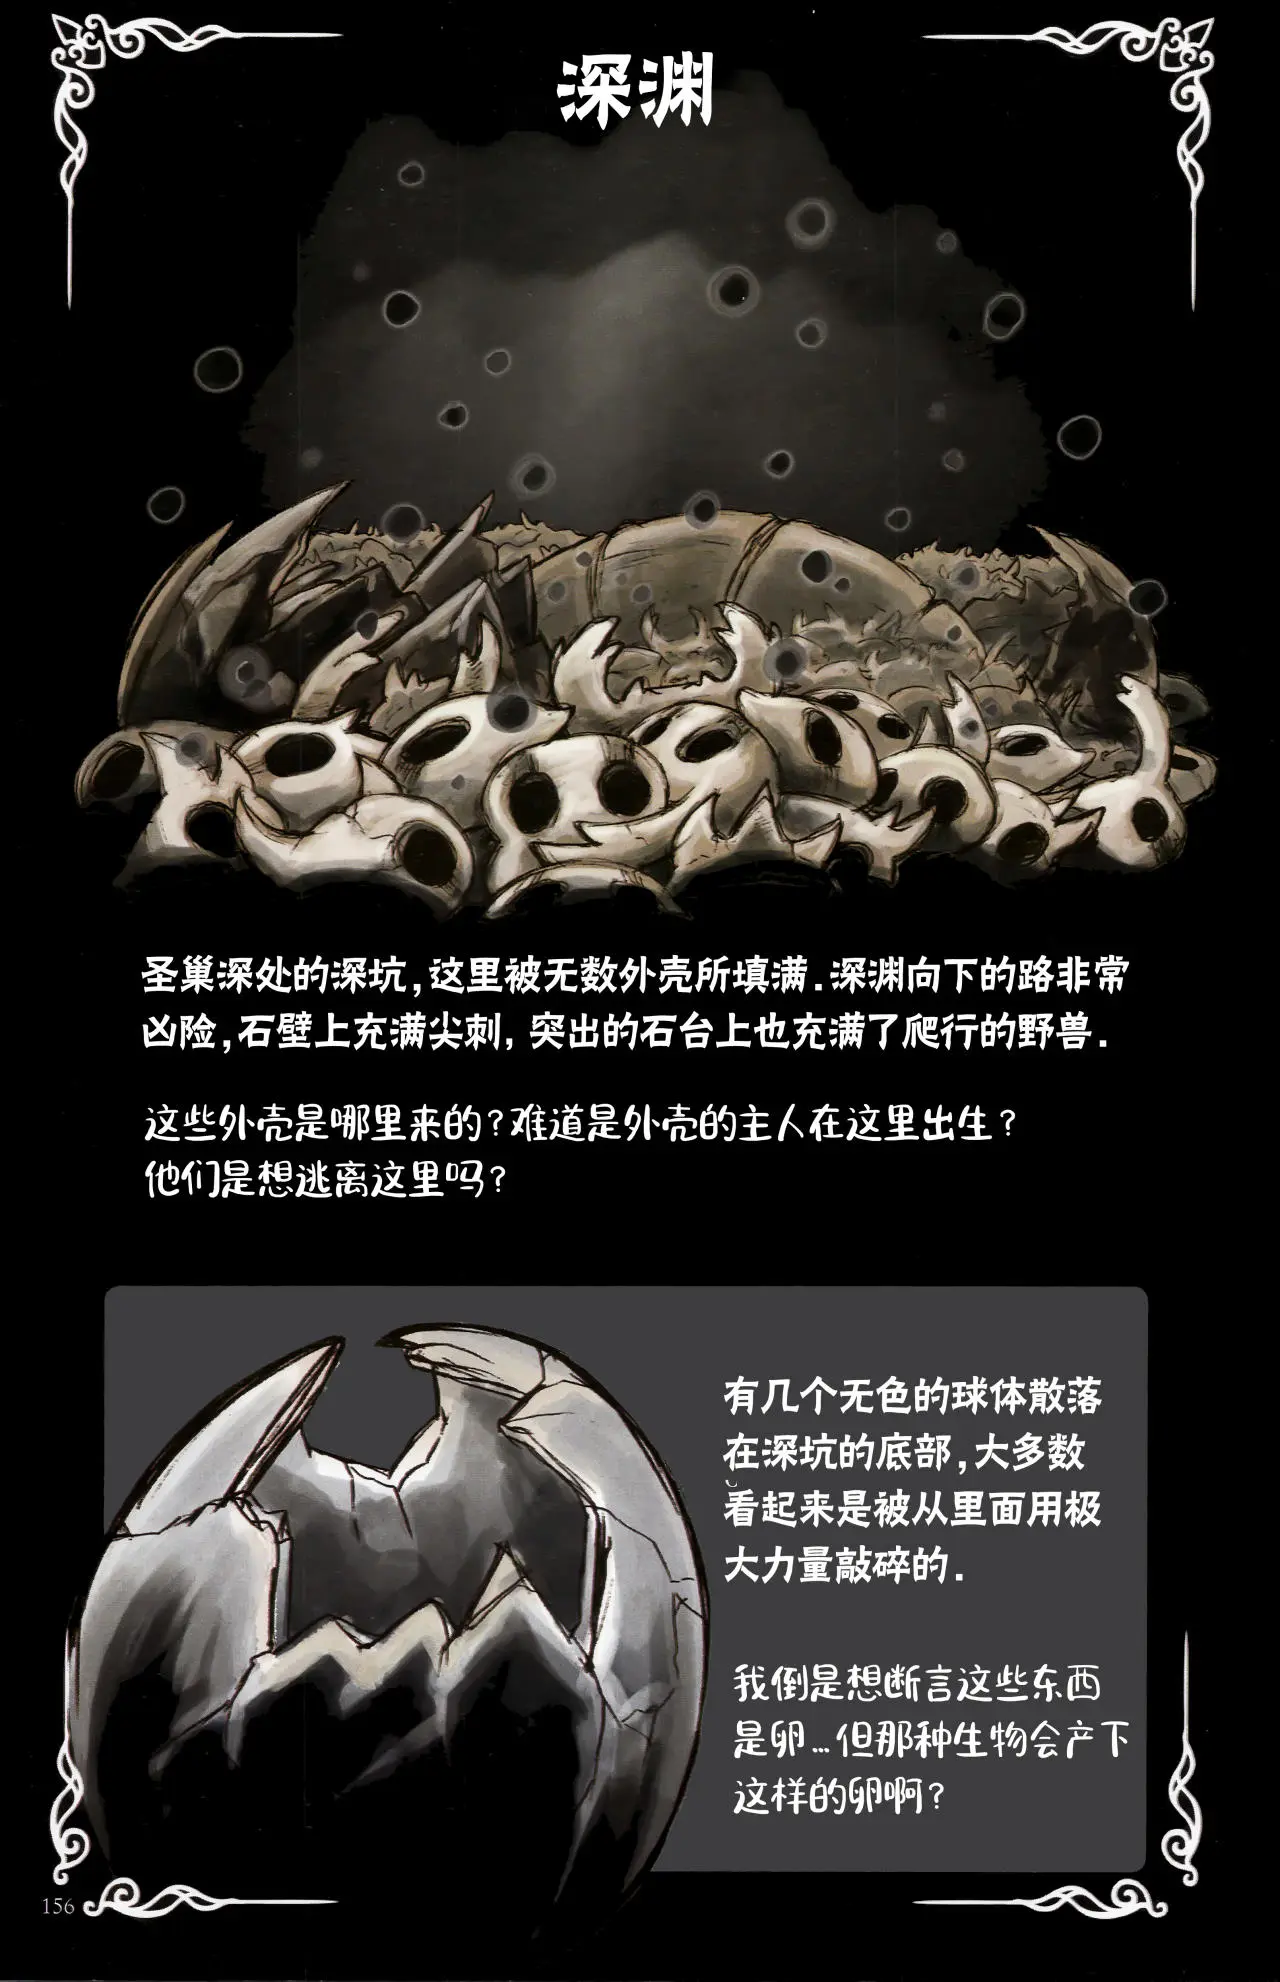 深渊
圣巢深处的深坑,这里被无数外壳所填满.深渊向下的路非常
凶险,石壁上充满尖刺, 突出的石台上也充满了爬行的野兽.
这些外壳是哪里来的?难道是外壳的主人在这里出生?
他们是想逃离这里吗?
有几个无色的球体散落
在深坑的底部,大多数
看起来是被从里面用极
大力量敲碎的.
我倒是想断言这些东西
是卵...但那种生物会产下
这样的卵啊?
156